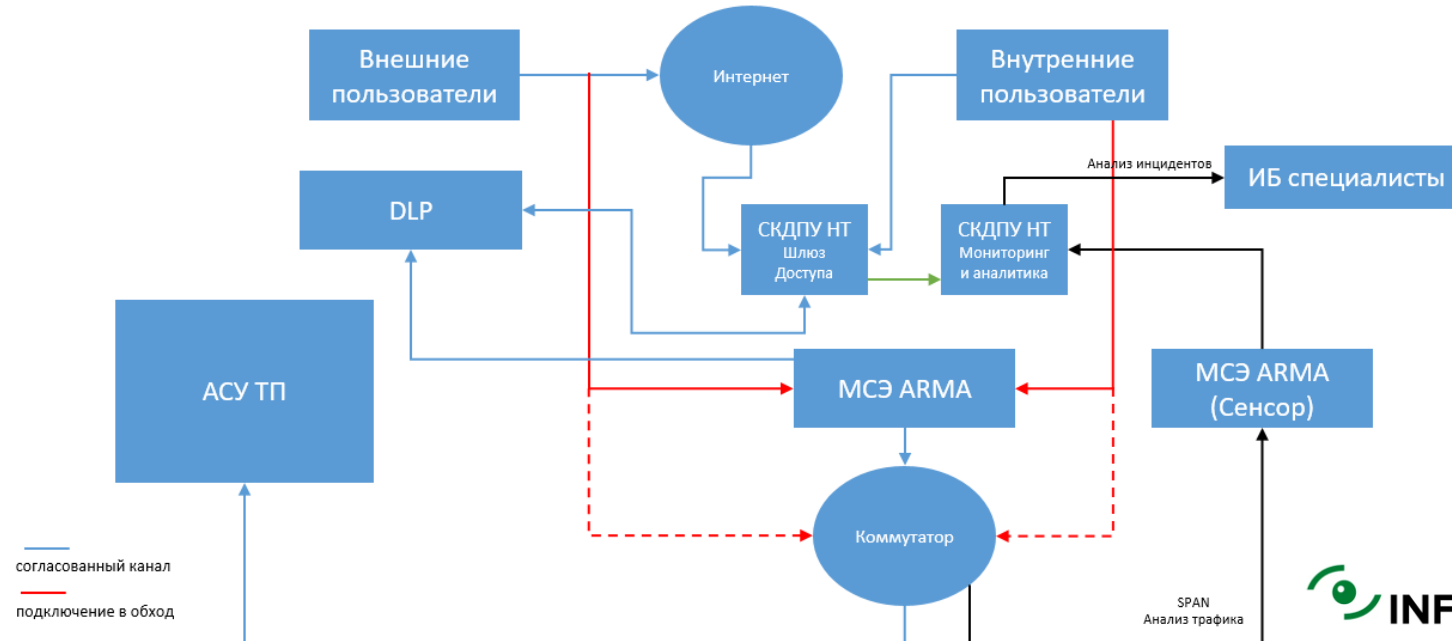 Внешние
пользователи
Интернет
Внутренние
пользователи
Анализ инцидентов
ИБ специалисты
DLP
СКДПУ НТ
Шлюз
Доступа
СКДПУ НТ
Мониторинг
и аналитика
АСУ ТП
МСЭ ARMA
МСЭ ARMA
(Сенсор)
Коммутатор
согласованный канал
подключение в обход
SPAN
Анализ трафика
INF